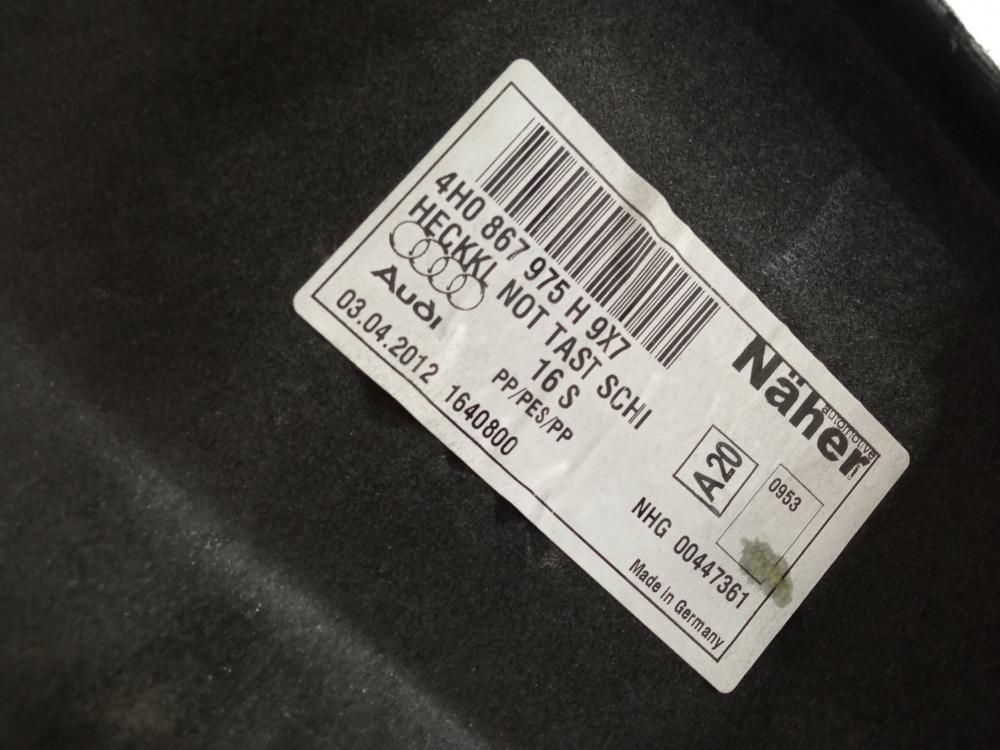 4H0 867 975 H 9X7
HECKKL NOT TAST SCHI
16 S
Audi
PP/PES/PP
03.04.2012 1640800
Näher
automotive
A20
0953
NHG 00447361
Made in Germany